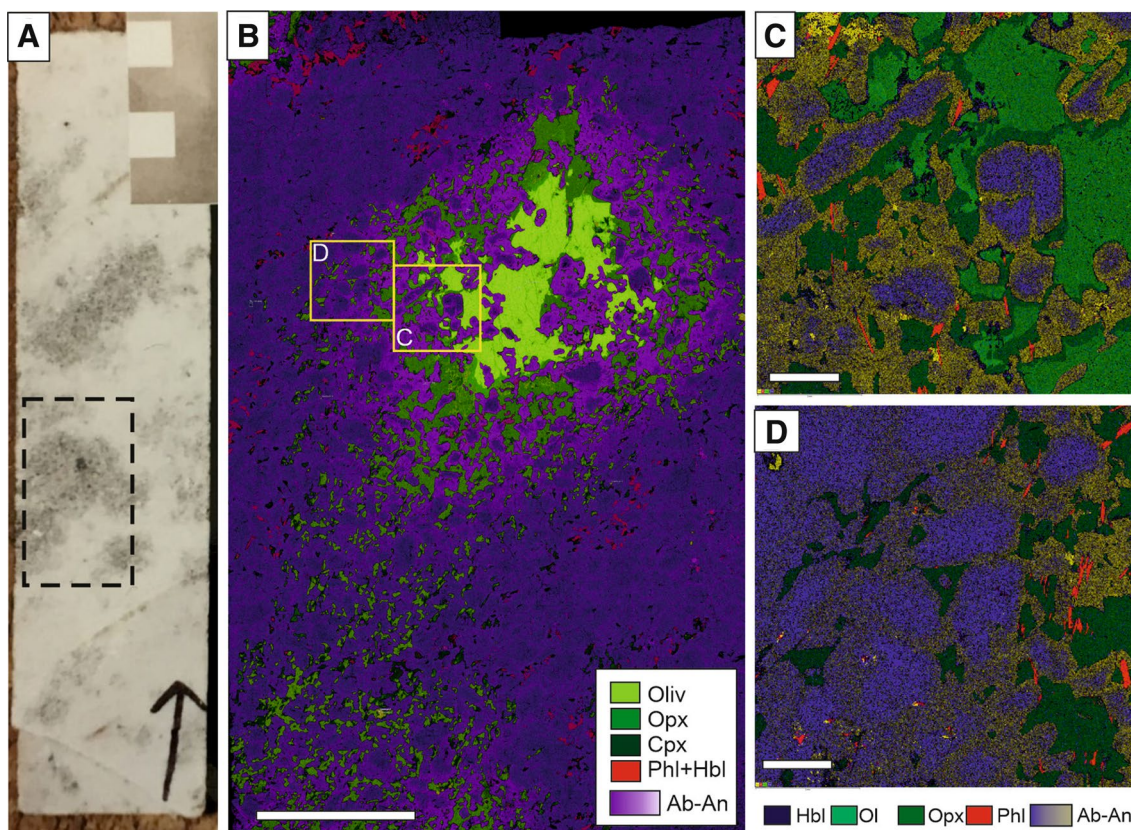 A
B
C
D
C
Oliv
Opx
Cpx
Phl+Hbl
Ab-An
D
Hbl Ol Opx Phl Ab-An